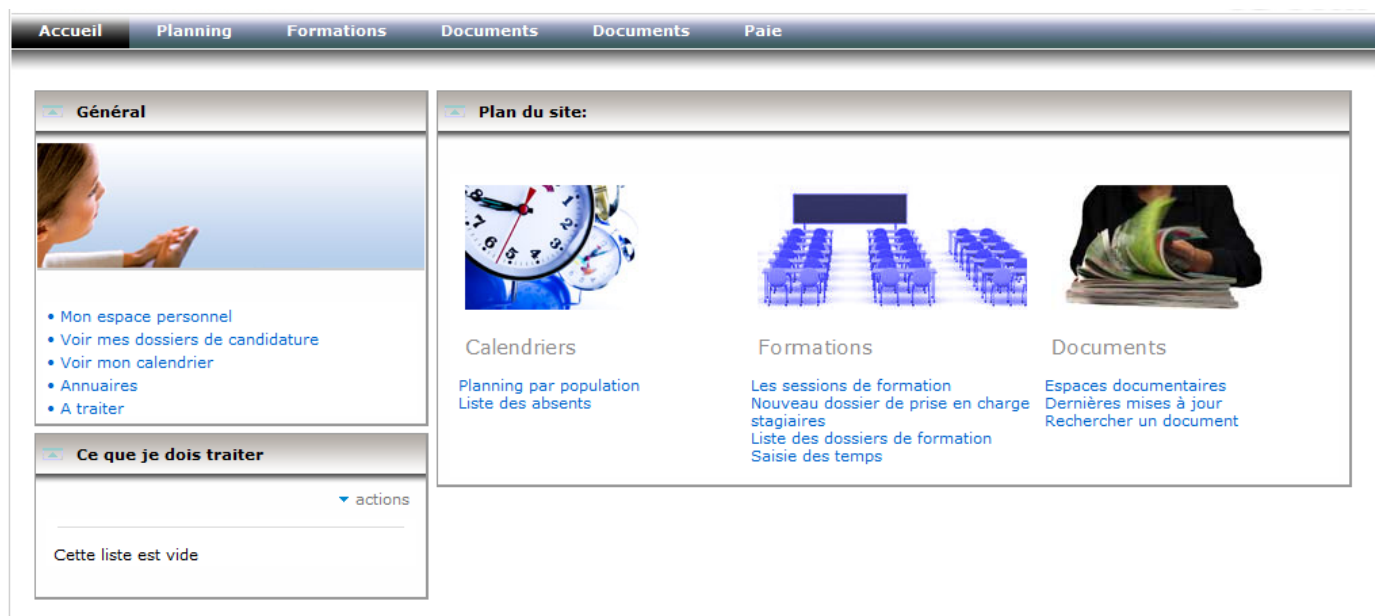 Accueil Planning Formations Documents Documents Paie
Général
• Mon espace personnel
• Voir mes dossiers de candidature
• Voir mon calendrier
• Annuaires
• A traiter
Ce que je dois traiter
actions
Cette liste est vide
Plan du site:
Calendriers
Planning par population
Liste des absents
Formations
Les sessions de formation
Nouveau dossier de prise en charge
stagiaires
Liste des dossiers de formation
Saisie des temps
Documents
Espaces documentaires
Dernières mises à jour
Rechercher un document